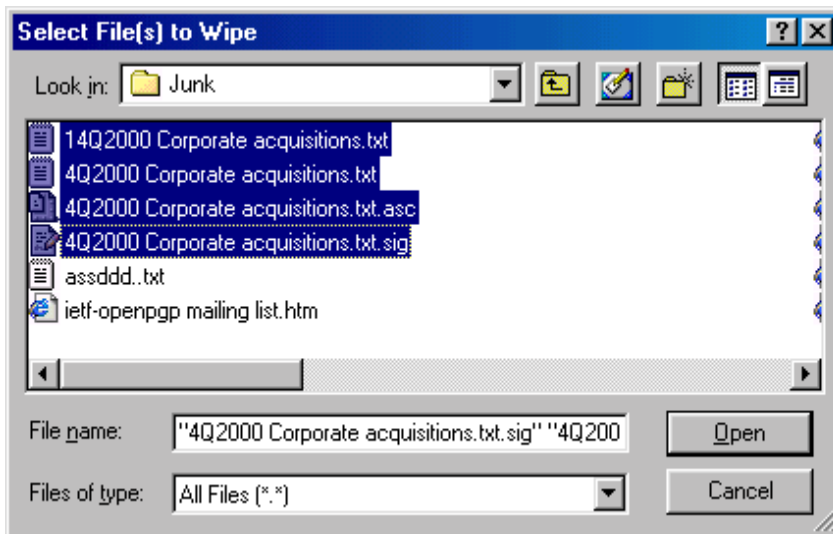 Select File(s) to Wipe
Look in: Junk
14Q2000 Corporate acquisitions.txt
4Q2000 Corporate acquisitions.txt
4Q2000 Corporate acquisitions.txt.asc
4Q2000 Corporate acquisitions.txt.sig
assddd..txt
ietf-openpgp mailing list.htm
File name: "4Q2000 Corporate acquisitions.txt.sig" "4Q200 Open
Files of type: All Files (*.*) Cancel